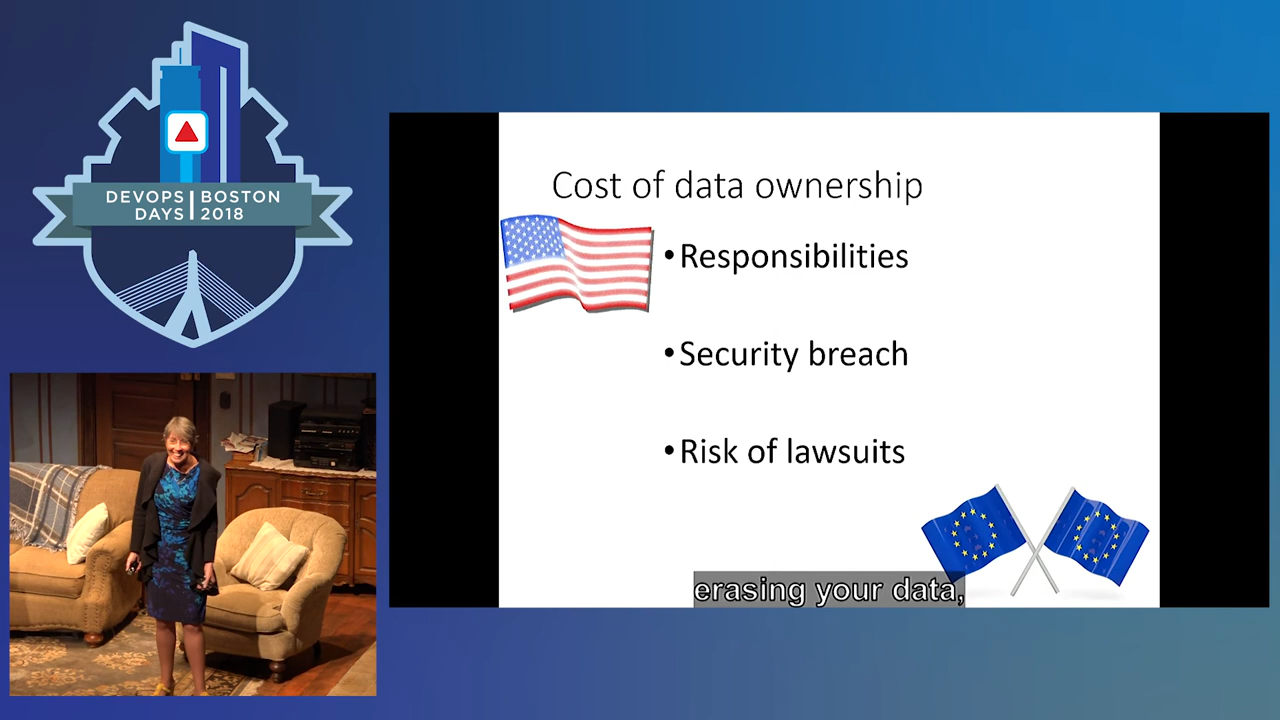 DEVOPS DAYS
BOSTON 2018
Cost of data ownership
•Responsibilities
•Security breach
•Risk of lawsuits
erasing your data,